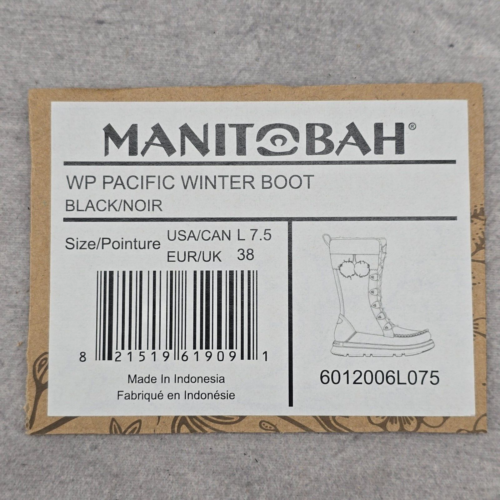 MANITOBAH®
WP PACIFIC WINTER BOOT
BLACK/NOIR
Size/Pointure USA/CAN L 7.5
EUR/UK 38
8 21519 61909 1
Made In Indonesia
Fabriqué en Indonésie
6012006L075